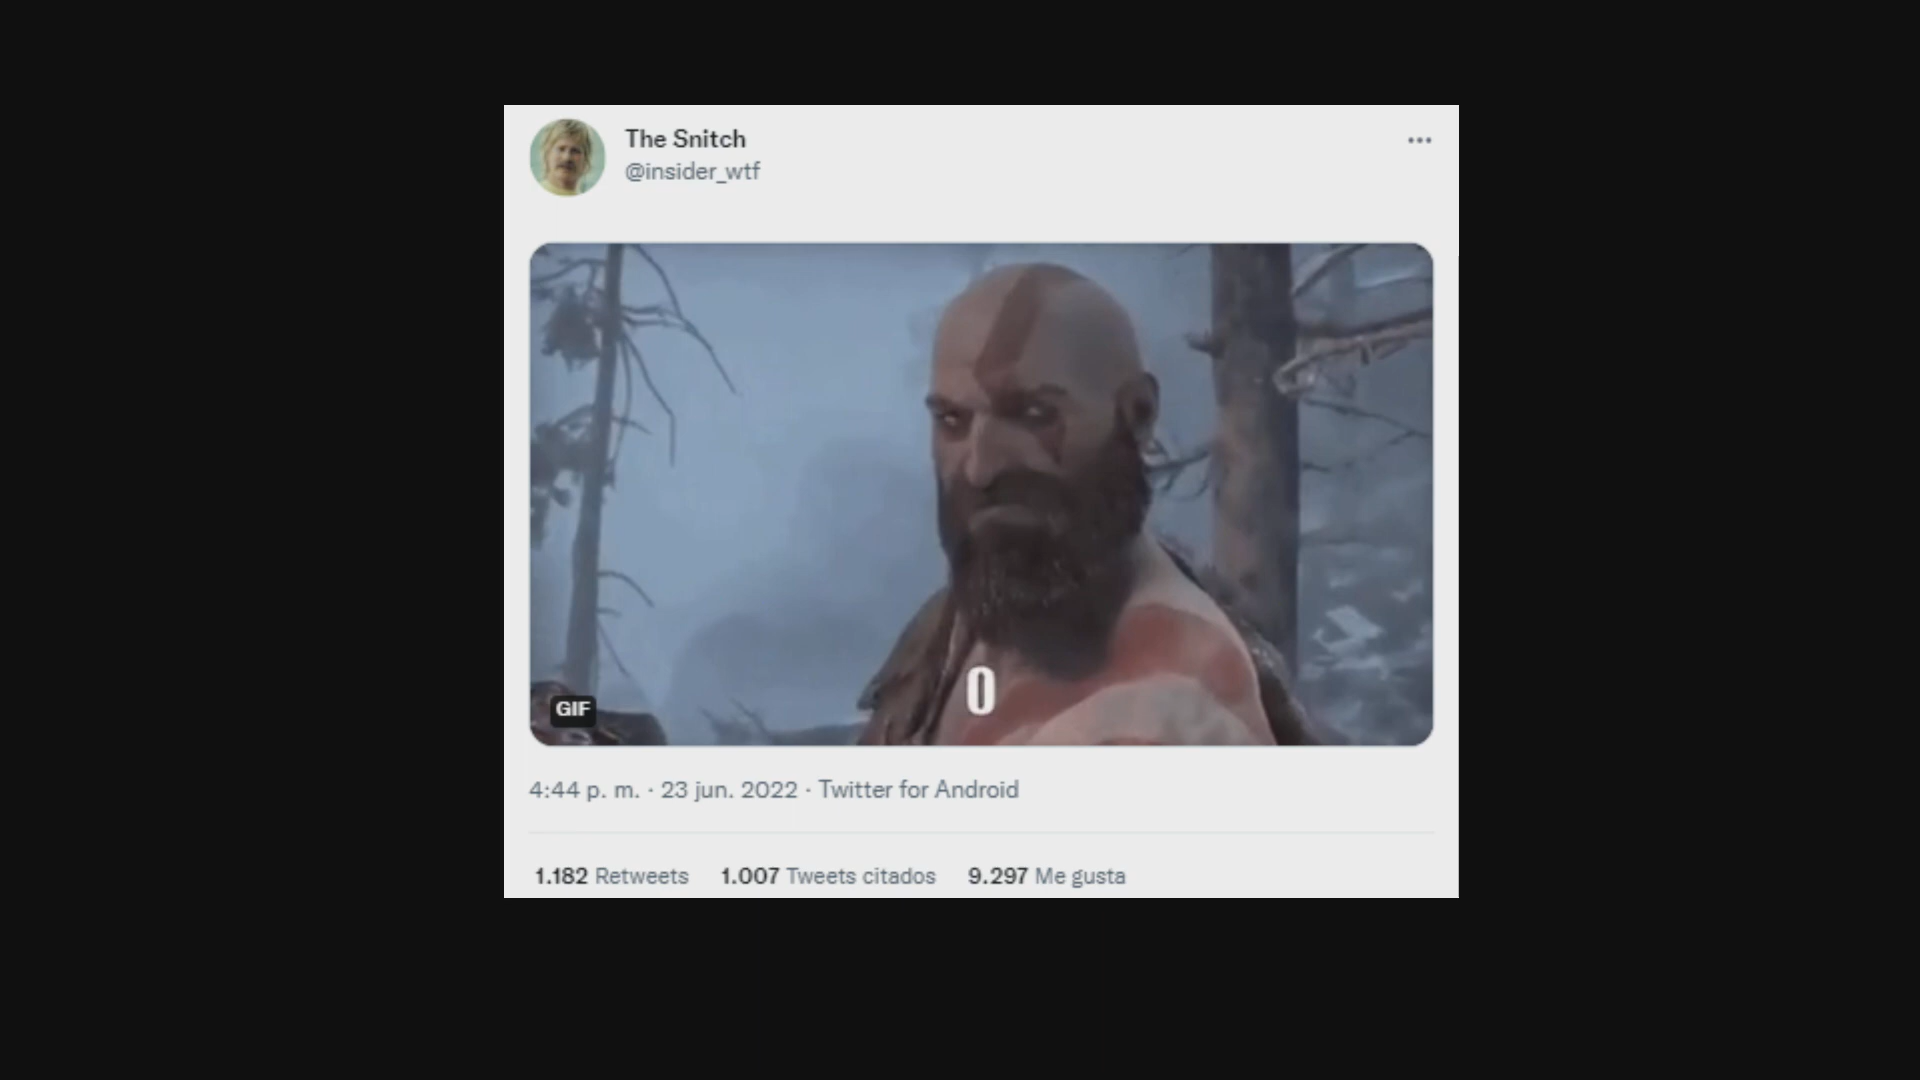 The Snitch
@insider_wtf
0
GIF
4:44 p. m. · 23 jun. 2022 · Twitter for Android
1.182 Retweets 1.007 Tweets citados 9.297 Me gusta